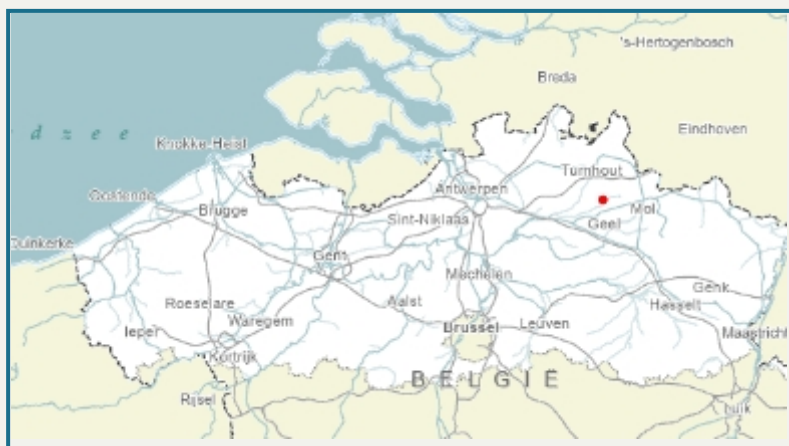 's-Hertogenbosch
Breda
d z e e
Eindhoven
Knokke-Heist
Turnhout
Antwerpen
Oostende
Brugge
Sint-Niklaas
Mol
Geel
Duinkerke
Gent
Mechelen
Genk
Roeselare
Aalst
Hasselt
Waregem
Ieper
Brussel
Leuven
Maastricht
Kortrijk
BELGIË
Rijsel
Luik